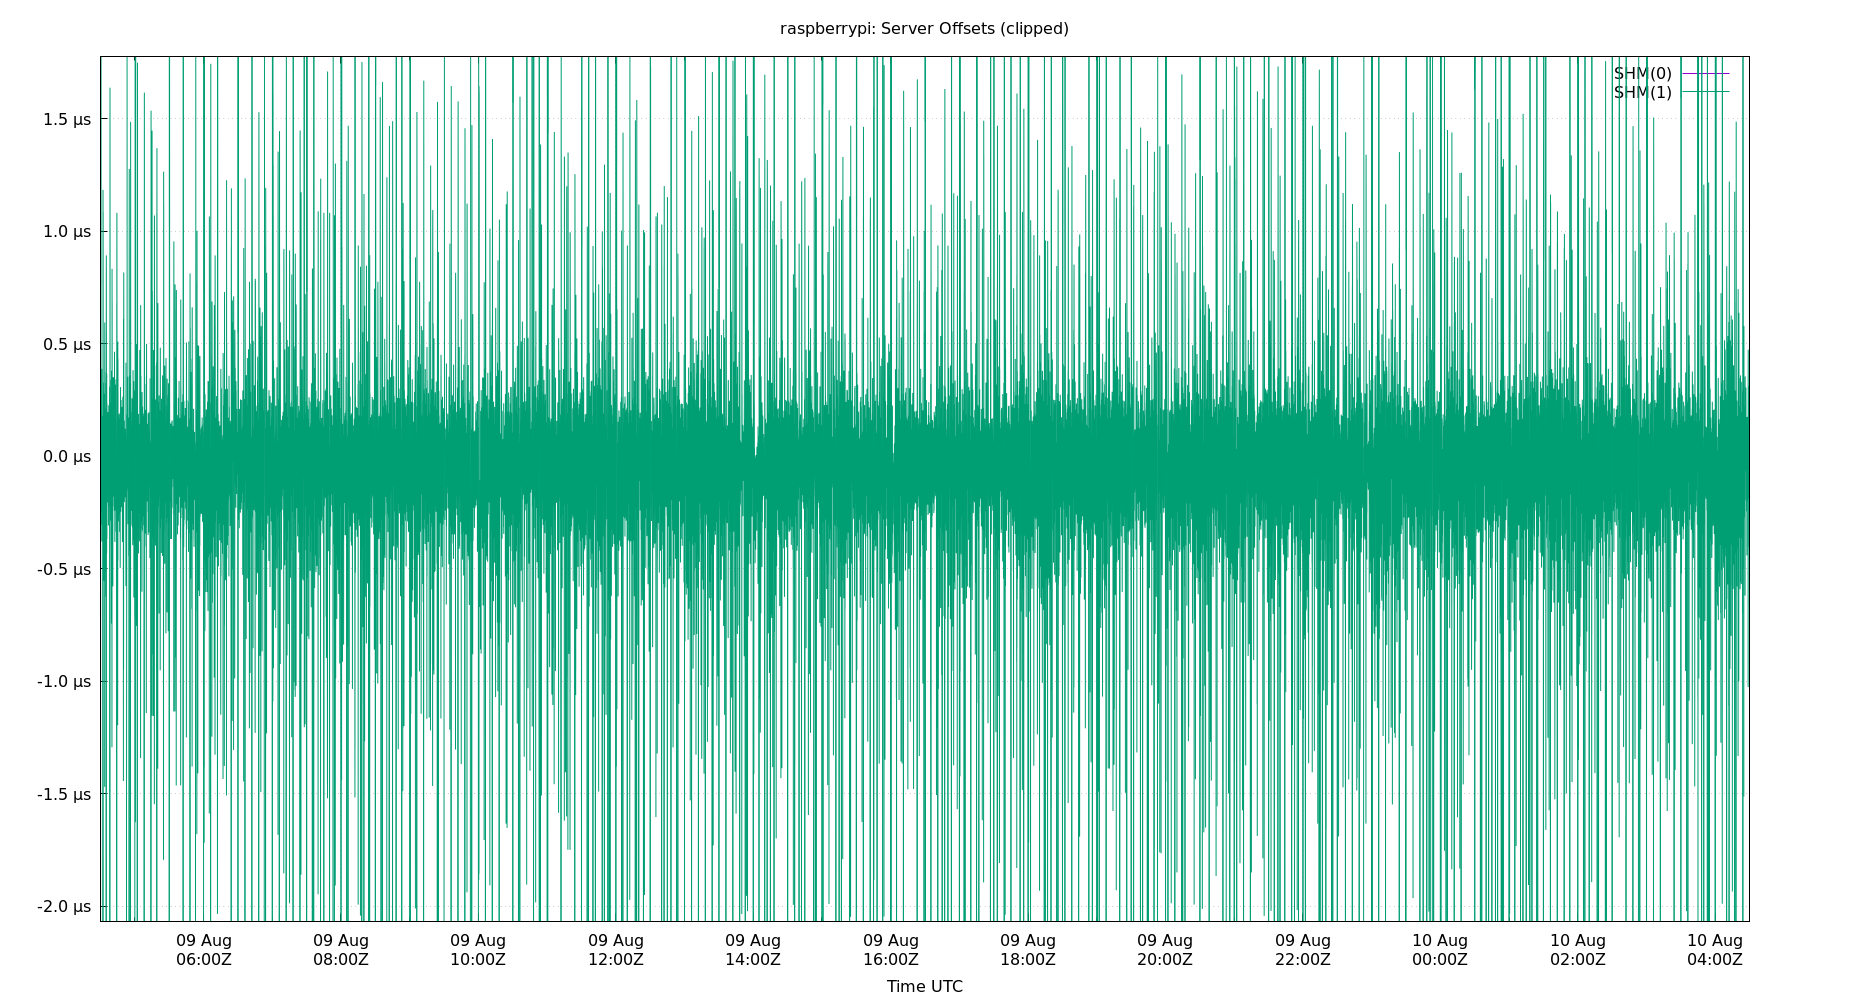 raspberrypi: Server Offsets (clipped)
SHM(0)
SHM(1)
1.5 µs
1.0 µs
0.5 µs
0.0 µs
-0.5 µs
-1.0 µs
-1.5 µs
-2.0 µs
09 Aug 09 Aug 09 Aug 09 Aug 09 Aug 09 Aug 09 Aug 09 Aug 09 Aug 10 Aug 10 Aug 10 Aug
06:00Z 08:00Z 10:00Z 12:00Z 14:00Z 16:00Z 18:00Z 20:00Z 22:00Z 00:00Z 02:00Z 04:00Z
Time UTC